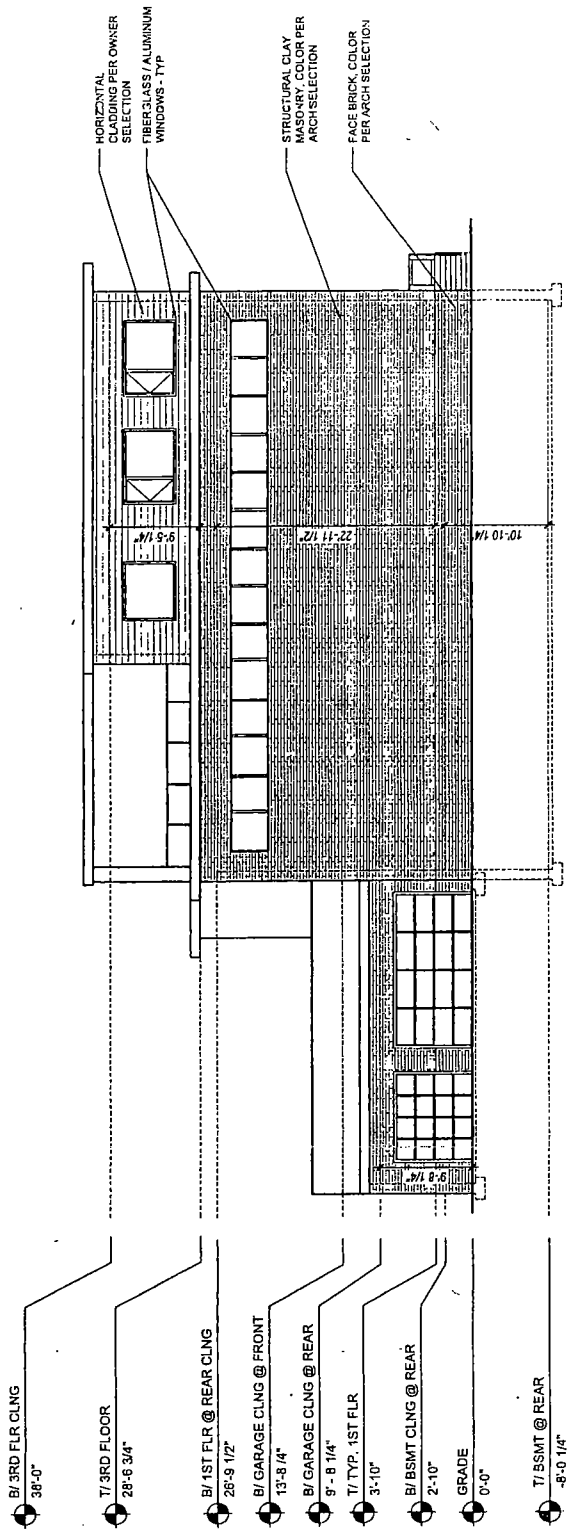 B/ 3RD FLR CLNG
38'-0"
T/ 3RD FLOOR
28'-6 3/4"
B/ 1ST FLR @ REAR CLNG
26'-9 1/2"
B/ GARAGE CLNG @ FRONT
13'-8 /4"
B/ GARAGE CLNG @ REAR
9' - 8 1/4"
T/ TYP. 1ST FLR
3'-10"
B/ BSMT CLNG @ REAR
2'-10"
GRADE
0'-0"
T/ BSMT @ REAR
-8'-0 1/4"
9'-5 1/4"
22'-11 1/2"
10'-10 1/4"
9'-8 1/4"
HORIZONTAL
CLADDING PER OWNER
SELECTION
FIBERGLASS / ALUMINUM
WINDOWS - TYP
STRUCTURAL CLAY
MASONRY, COLOR PER
ARCH SELECTION
FACE BRICK, COLOR
PER ARCH SELECTION